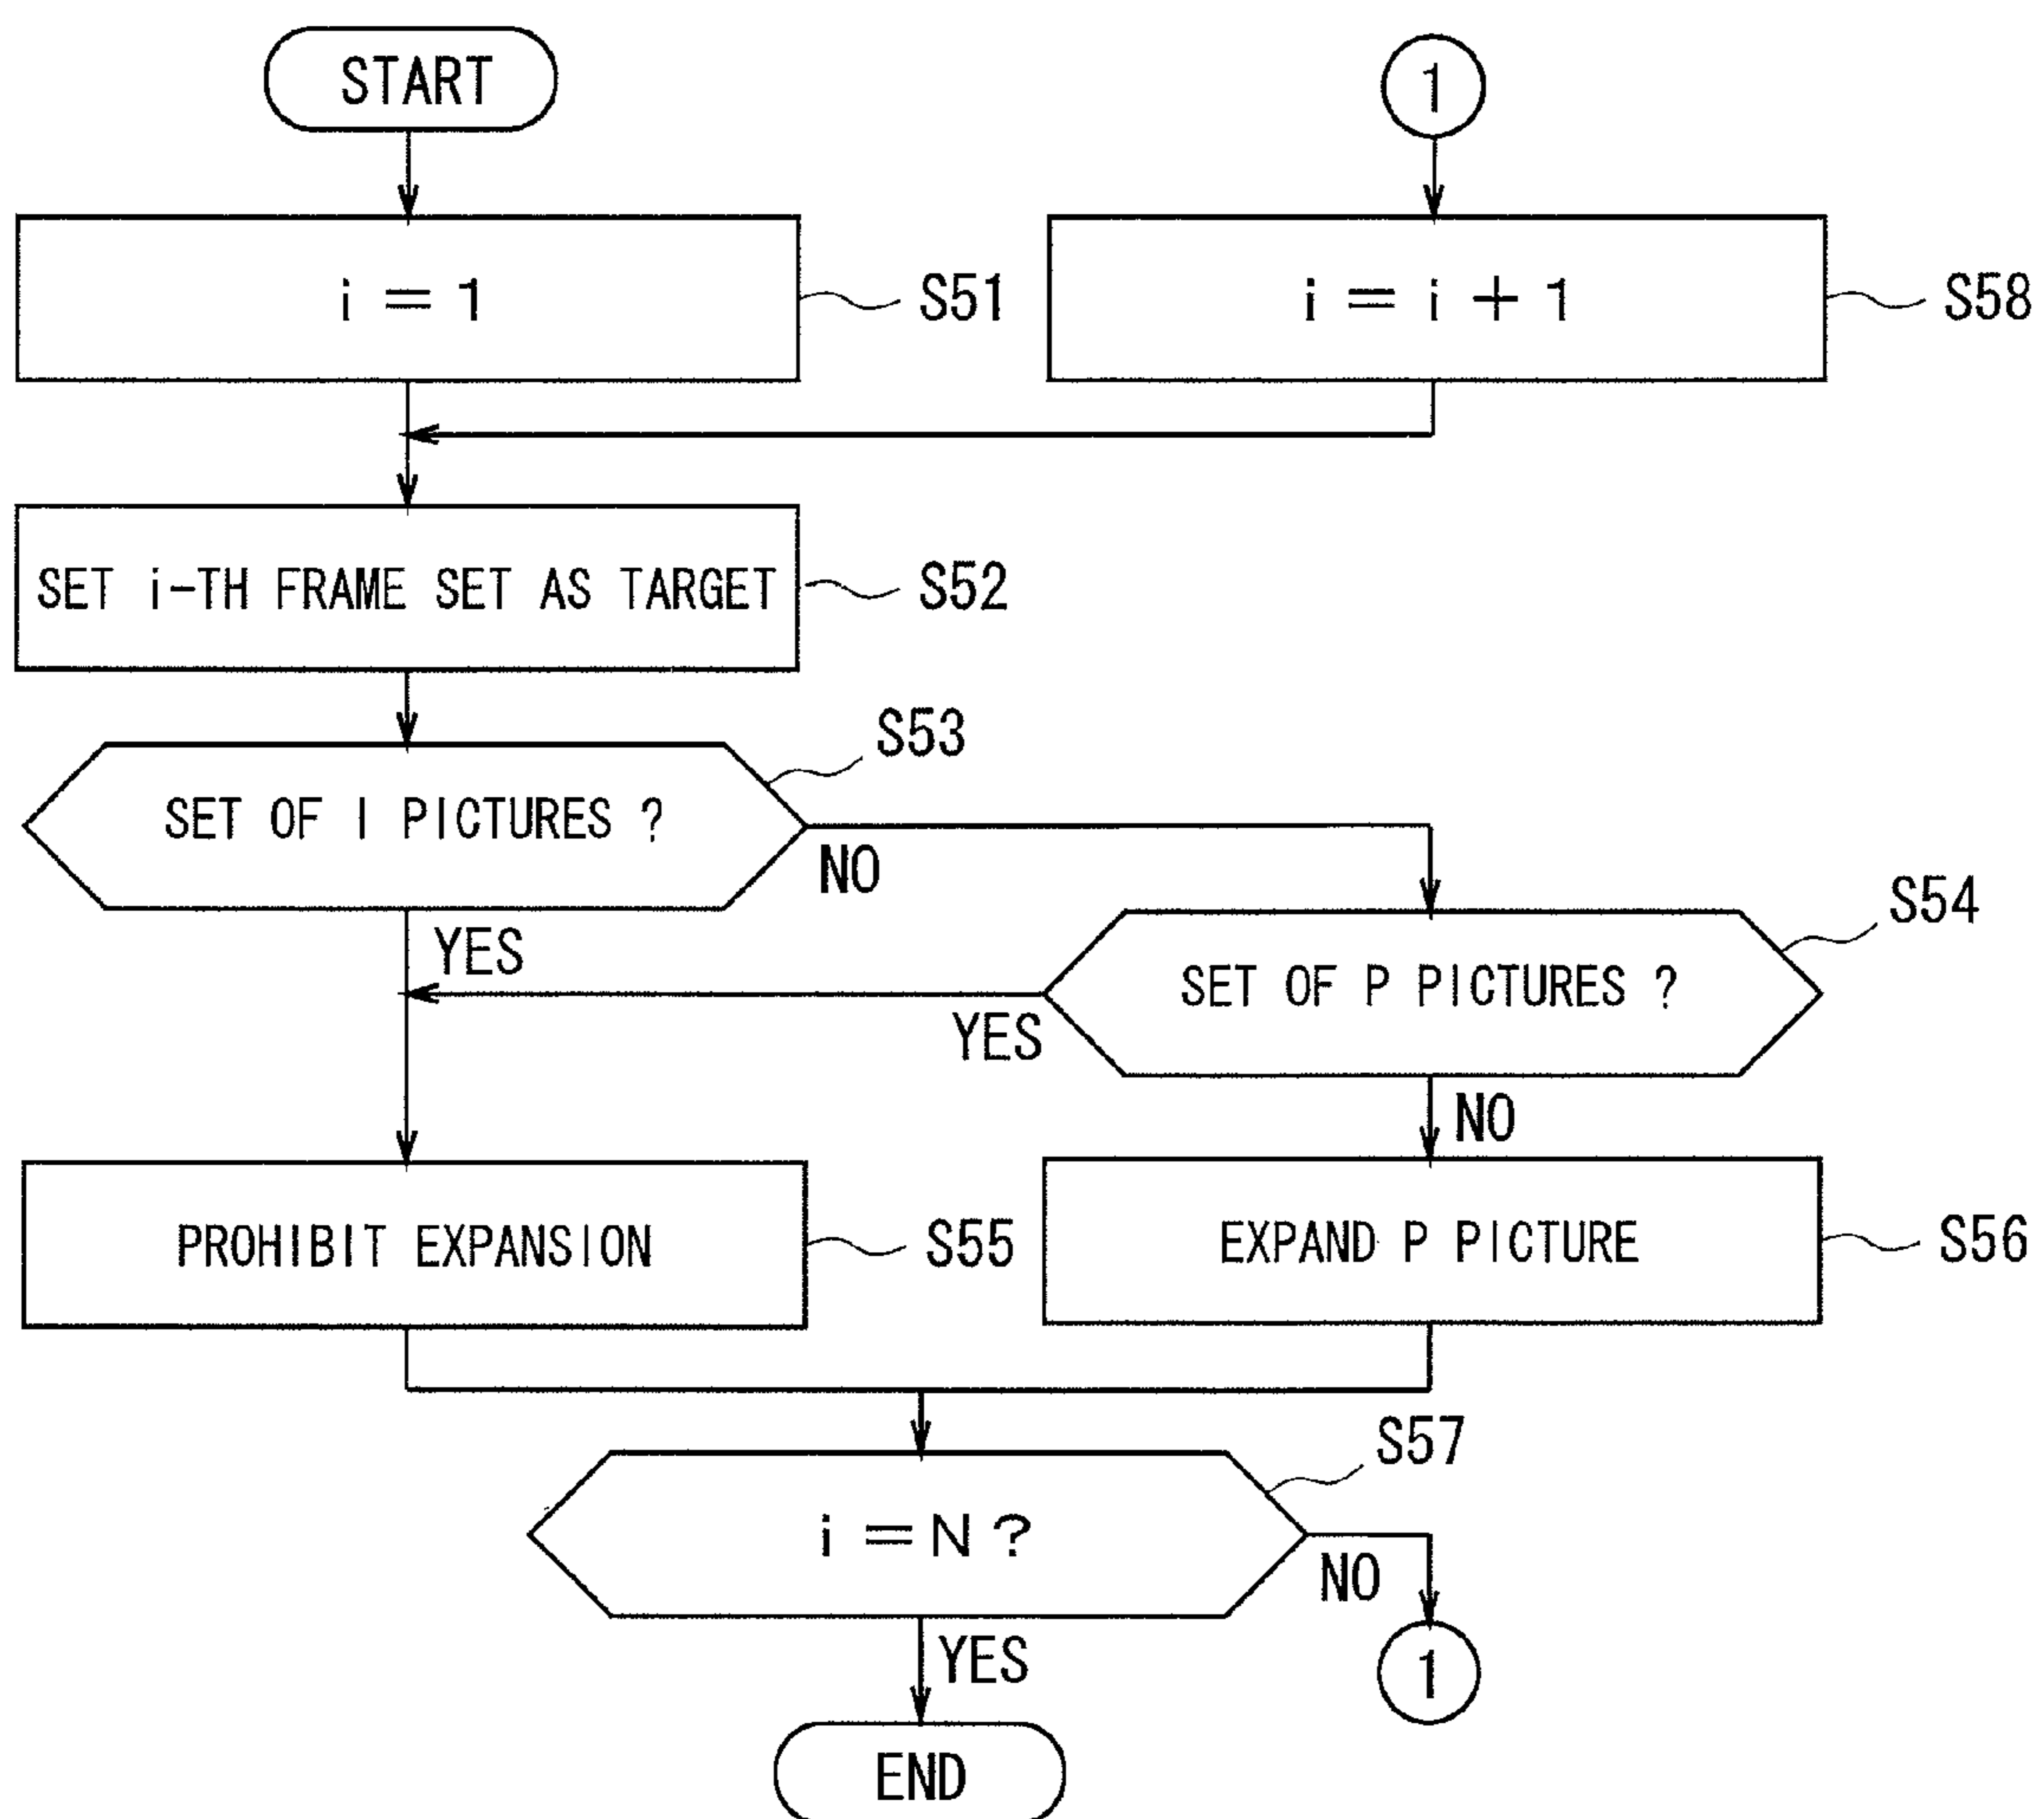 START
1
i = 1
S51
i = i + 1
S58
SET i-TH FRAME SET AS TARGET
S52
SET OF I PICTURES ?
S53
NO
YES
SET OF P PICTURES ?
S54
YES
NO
PROHIBIT EXPANSION
S55
EXPAND P PICTURE
S56
i = N ?
S57
NO
1
YES
END